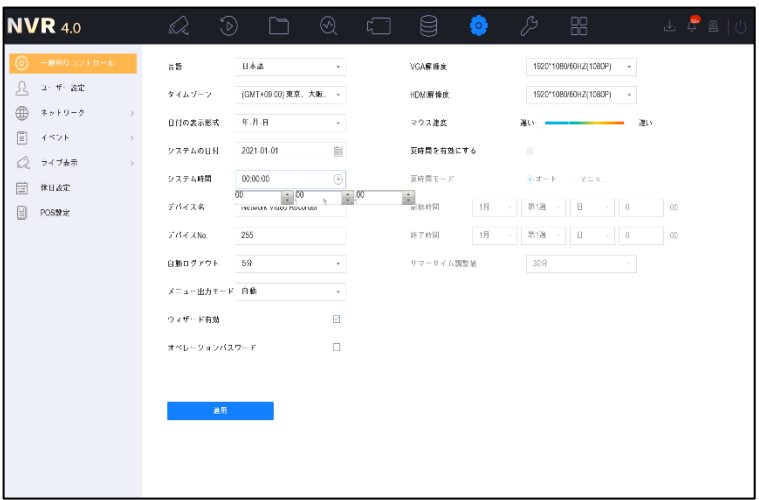 NVR 4.0
一般的なコントロール
ユーザー設定
ネットワーク
イベント
ライブ表示
休日設定
POS設定
言語 日本語
タイムゾーン (GMT+09:00) 東京、大阪、
日付の表示形式 年-月-日
システムの日付 2021-01-01
システム時間 00:00:00
00 :00 :00
デバイス名 Network Video Recorder
デバイスNo. 255
自動ログアウト 5分
メニュー出力モード 自動
ウィザード有効
オペレーションパスワード
適用
VGA解像度 1920*1080/60HZ(1080P)
HDMI解像度 1920*1080/60HZ(1080P)
マウス速度 遅い 速い
夏時間を有効にする
夏時間モード オート マニュ...
開始時間 1月 第1週 日 0 :00
終了時間 1月 第1週 日 0 :00
サマータイム調整値 30分